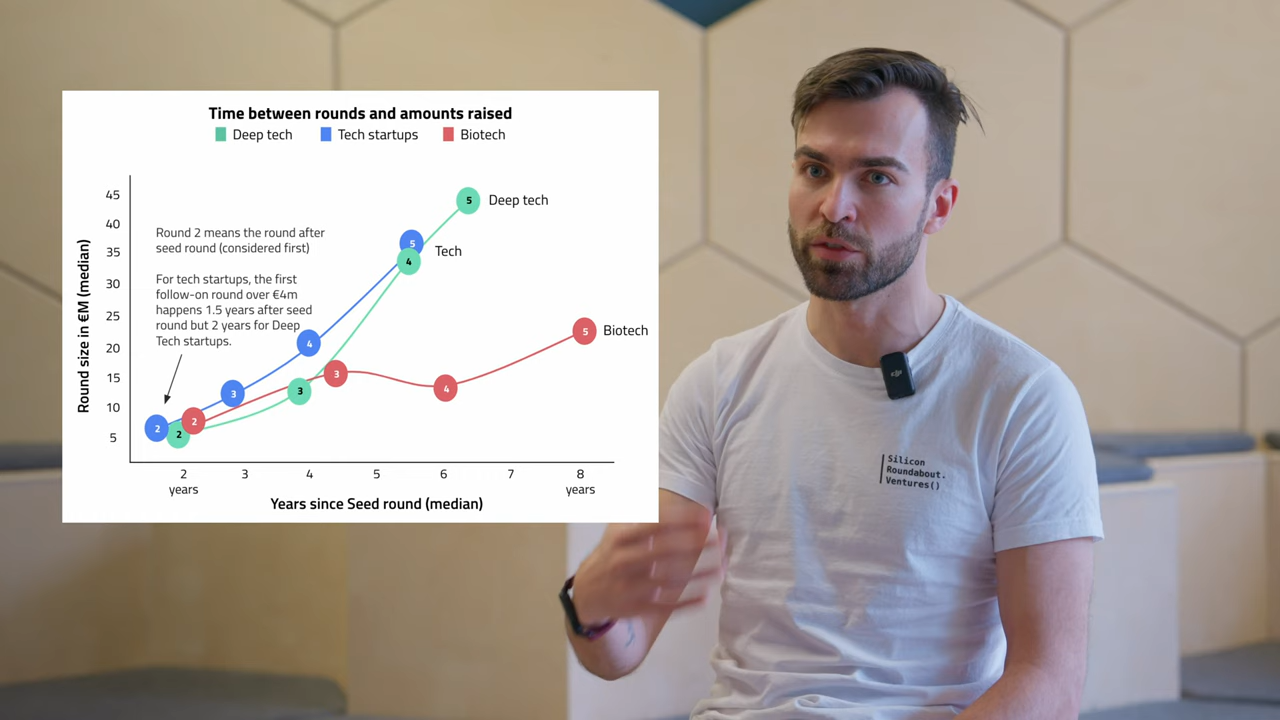 Time between rounds and amounts raised
Deep tech
Tech startups
Biotech
Round size in €M (median)
45
40
35
30
25
20
15
10
5
Round 2 means the round after
seed round (considered first)
For tech startups, the first
follow-on round over €4m
happens 1.5 years after seed
round but 2 years for Deep
Tech startups.
5
Deep tech
5
Tech
4
5
Biotech
4
3
4
3
3
2
2
2
2
years
3
4
5
6
7
8
years
Years since Seed round (median)
Silicon
Roundabout.
Ventures()
dji